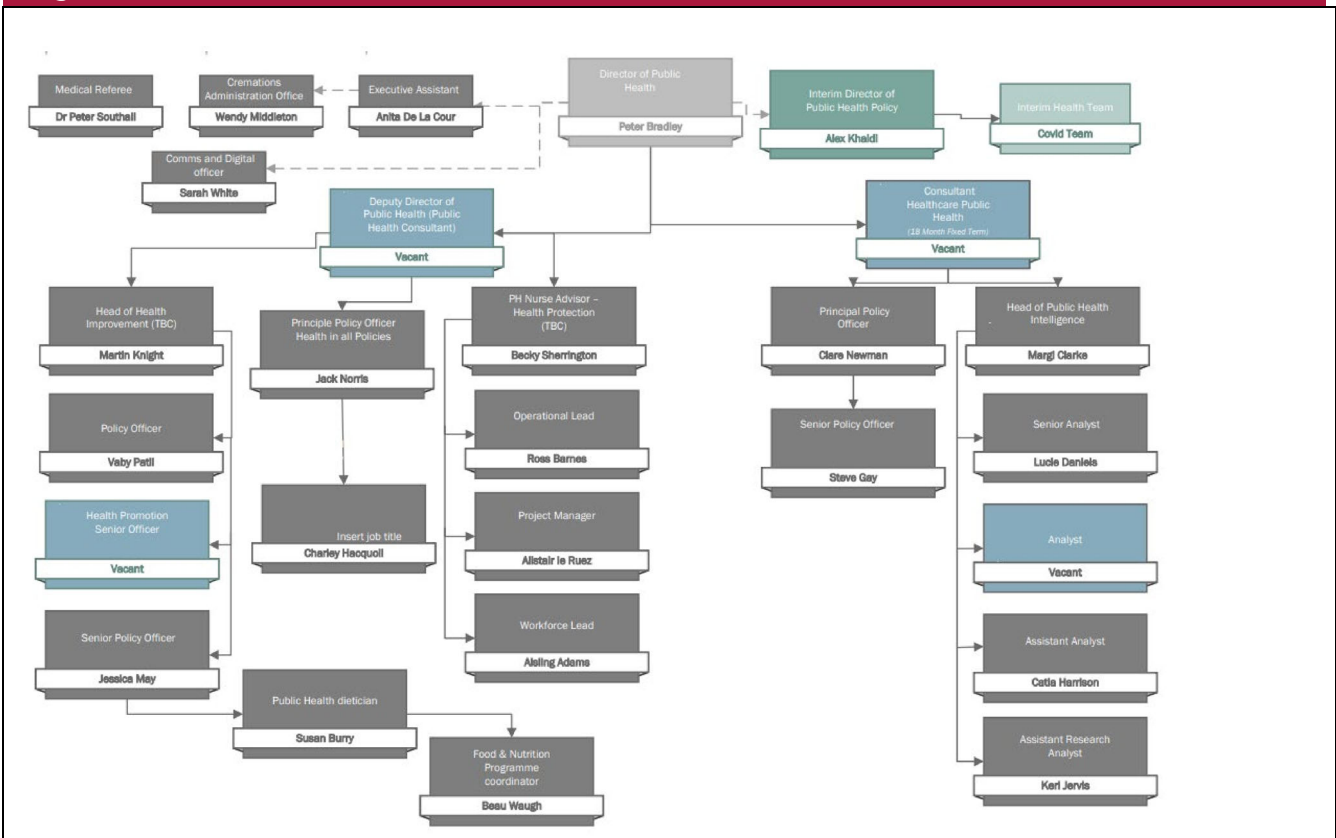 Medical Referee
Dr Peter Southall
Cremations
Administration Office
Wendy Middleton
Executive Assistant
Anita De La Cour
Director of Public
Health
Peter Bradley
Interim Director of
Public Health Policy
Alex Khaldi
Interim Health Team
Covid Team
Comms and Digital
officer
Sarah White
Deputy Director of
Public Health (Public
Health Consultant)
Vacant
Consultant
Healthcare Public
Health
(18 Month Fixed Term)
Vacant
Head of Health
Improvement (TBC)
Martin Knight
Principle Policy Officer
Health in all Policies
Jack Norris
PH Nurse Advisor –
Health Protection
(TBC)
Becky Sherrington
Principal Policy
Officer
Clare Newman
Head of Public Health
Intelligence
Margi Clarke
Policy Officer
Vaby Patil
Operational Lead
Ross Barnes
Senior Policy Officer
Steve Gay
Senior Analyst
Lucie Daniels
Health Promotion
Senior Officer
Vacant
Insert job title
Charley Hacquoil
Project Manager
Alistair le Ruez
Analyst
Vacant
Senior Policy Officer
Jessica May
Workforce Lead
Aisling Adams
Assistant Analyst
Catia Harrison
Public Health dietician
Susan Burry
Food & Nutrition
Programme
coordinator
Beau Waugh
Assistant Research
Analyst
Keri Jervis